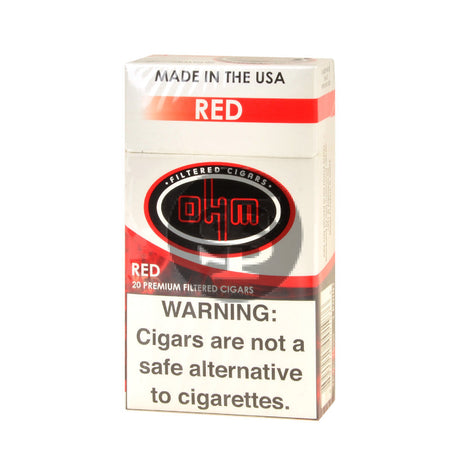 MADE IN THE USA
RED
• FILTERED CIGARS •
OHM
RED
20 PREMIUM FILTERED CIGARS
WARNING:
Cigars are not a
safe alternative
to cigarettes.